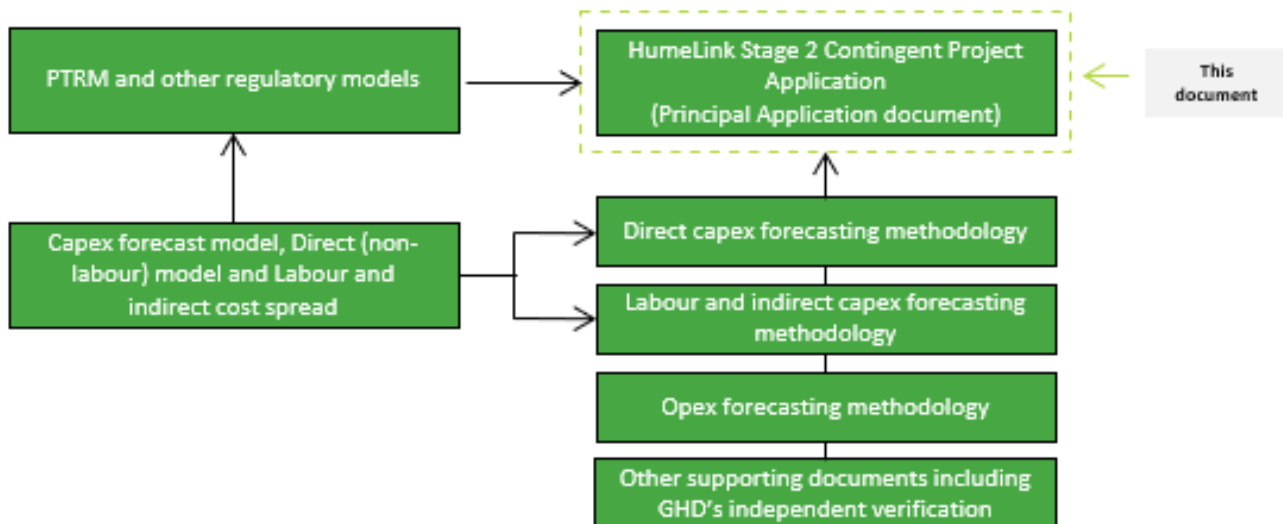 PTRM and other regulatory models
HumeLink Stage 2 Contingent Project
Application
(Principal Application document)
This
document
Capex forecast model, Direct (non-
labour) model and Labour and
indirect cost spread
Direct capex forecasting methodology
Labour and indirect capex forecasting
methodology
Opex forecasting methodology
Other supporting documents including
GHD's independent verification